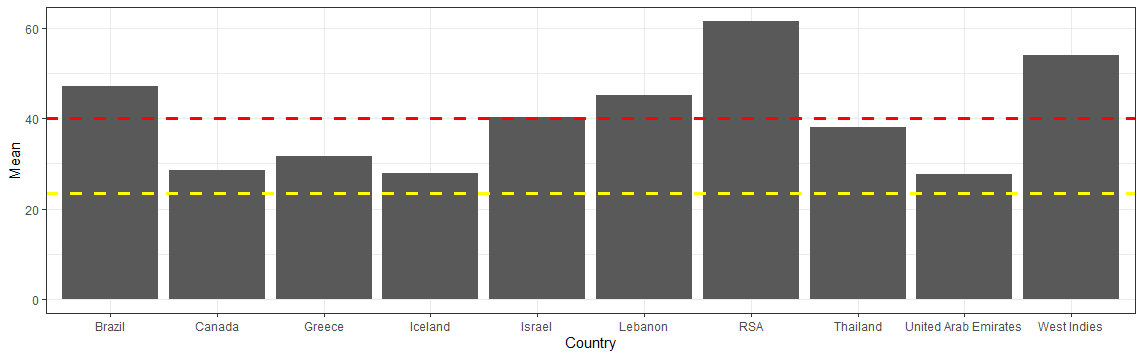 60
40
20
0
Mean
Brazil Canada Greece Iceland Israel Lebanon RSA Thailand United Arab Emirates West Indies
Country